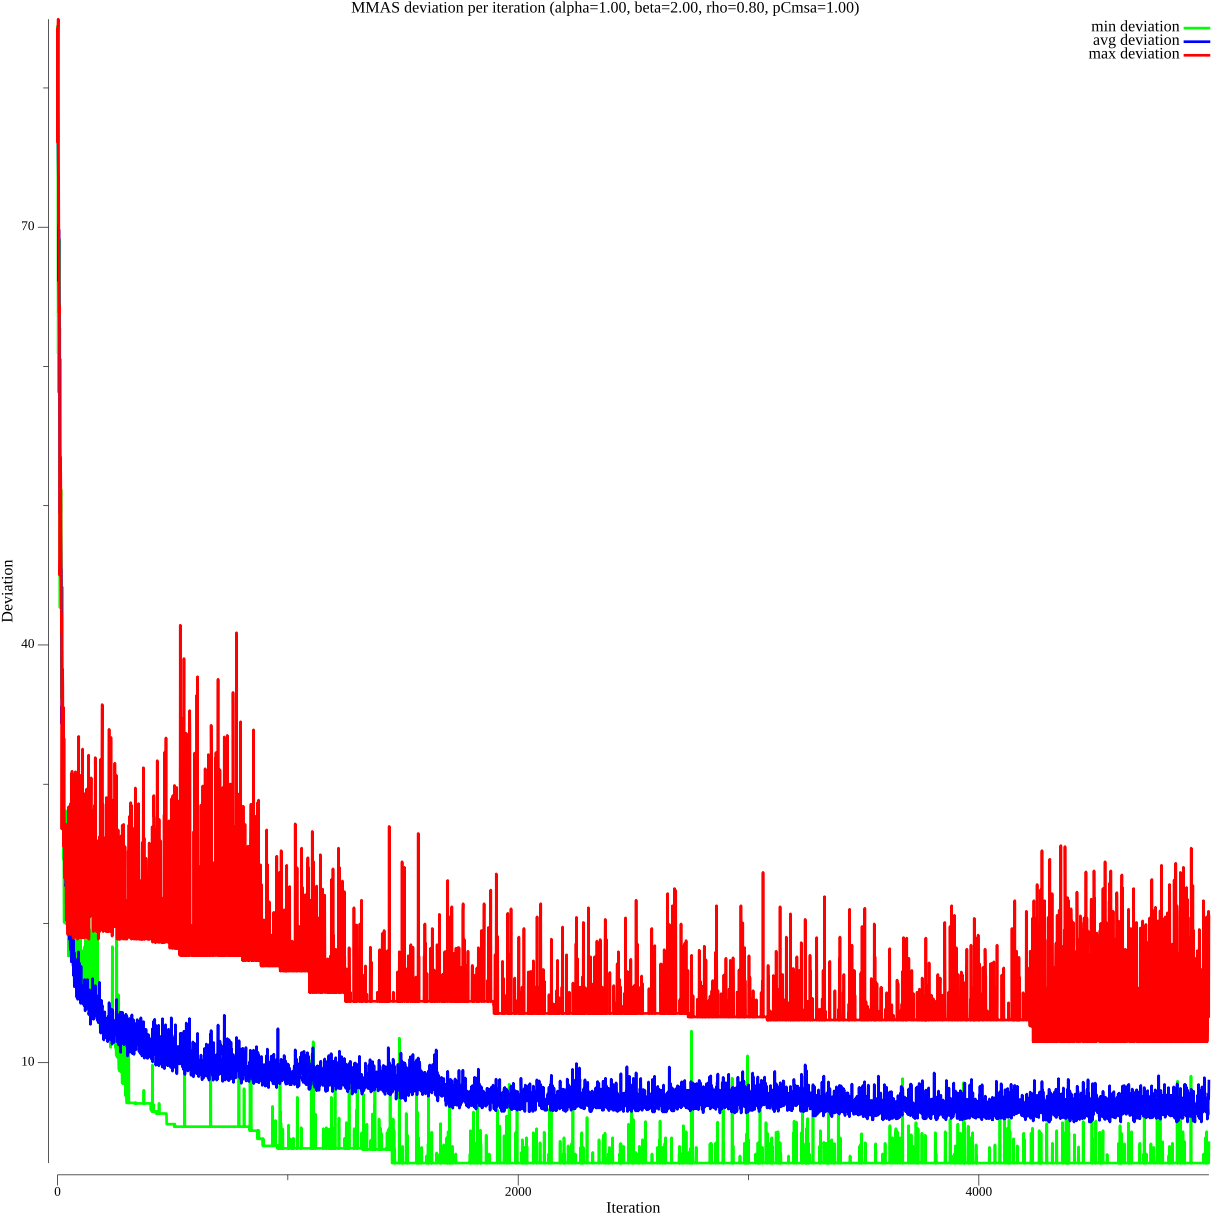 MMAS deviation per iteration (alpha=1.00, beta=2.00, rho=0.80, pCmsa=1.00)
min deviation
avg deviation
max deviation
70
40
10
Deviation
0
2000
4000
Iteration